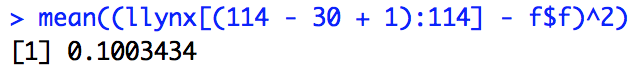 > mean((llynx[(114 - 30 + 1):114] - f$f)^2)
[1] 0.1003434